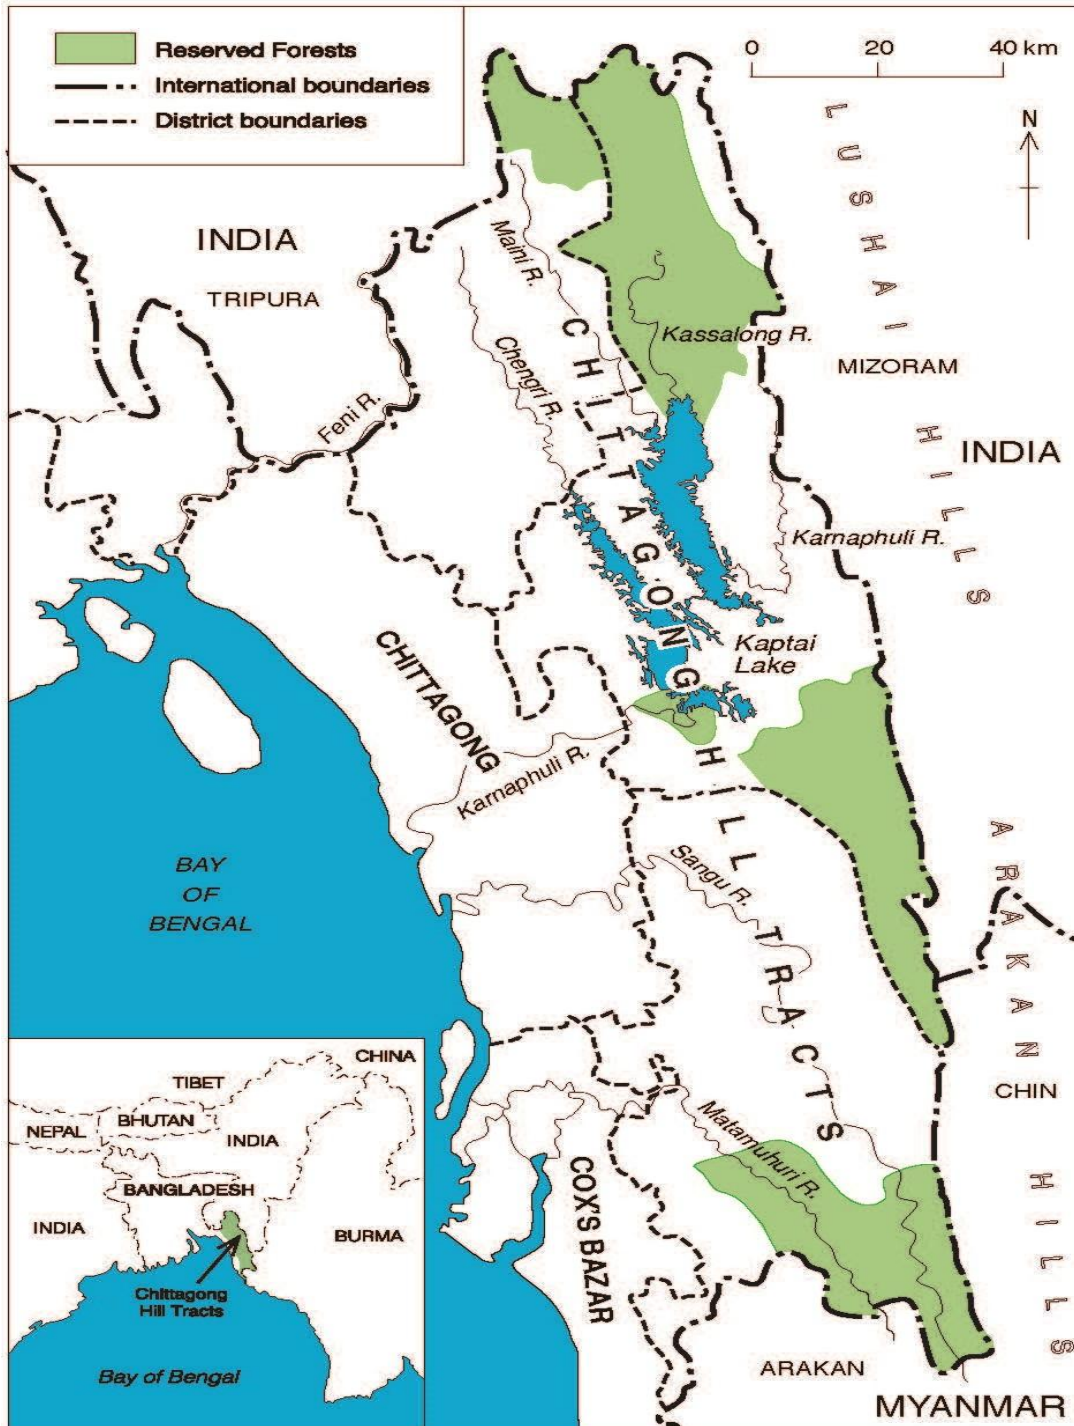 Reserved Forests
International boundaries
District boundaries
0 20 40 km
N
LUSHAI HILLS
INDIA
TRIPURA
Maini R.
Chengri R.
Feni R.
Kassalong R.
MIZORAM
INDIA
Karnaphuli R.
CHITTAGONG HILL TRACTS
Kaptai
Lake
CHITTAGONG
Karnaphuli R.
Sangu R.
BAY
OF
BENGAL
ARAKAN HILLS
CHIN
Matamuhuri R.
COX'S BAZAR
ARAKAN
MYANMAR
CHINA
TIBET
NEPAL
BHUTAN
INDIA
BANGLADESH
INDIA
BURMA
Chittagong
Hill Tracts
Bay of Bengal